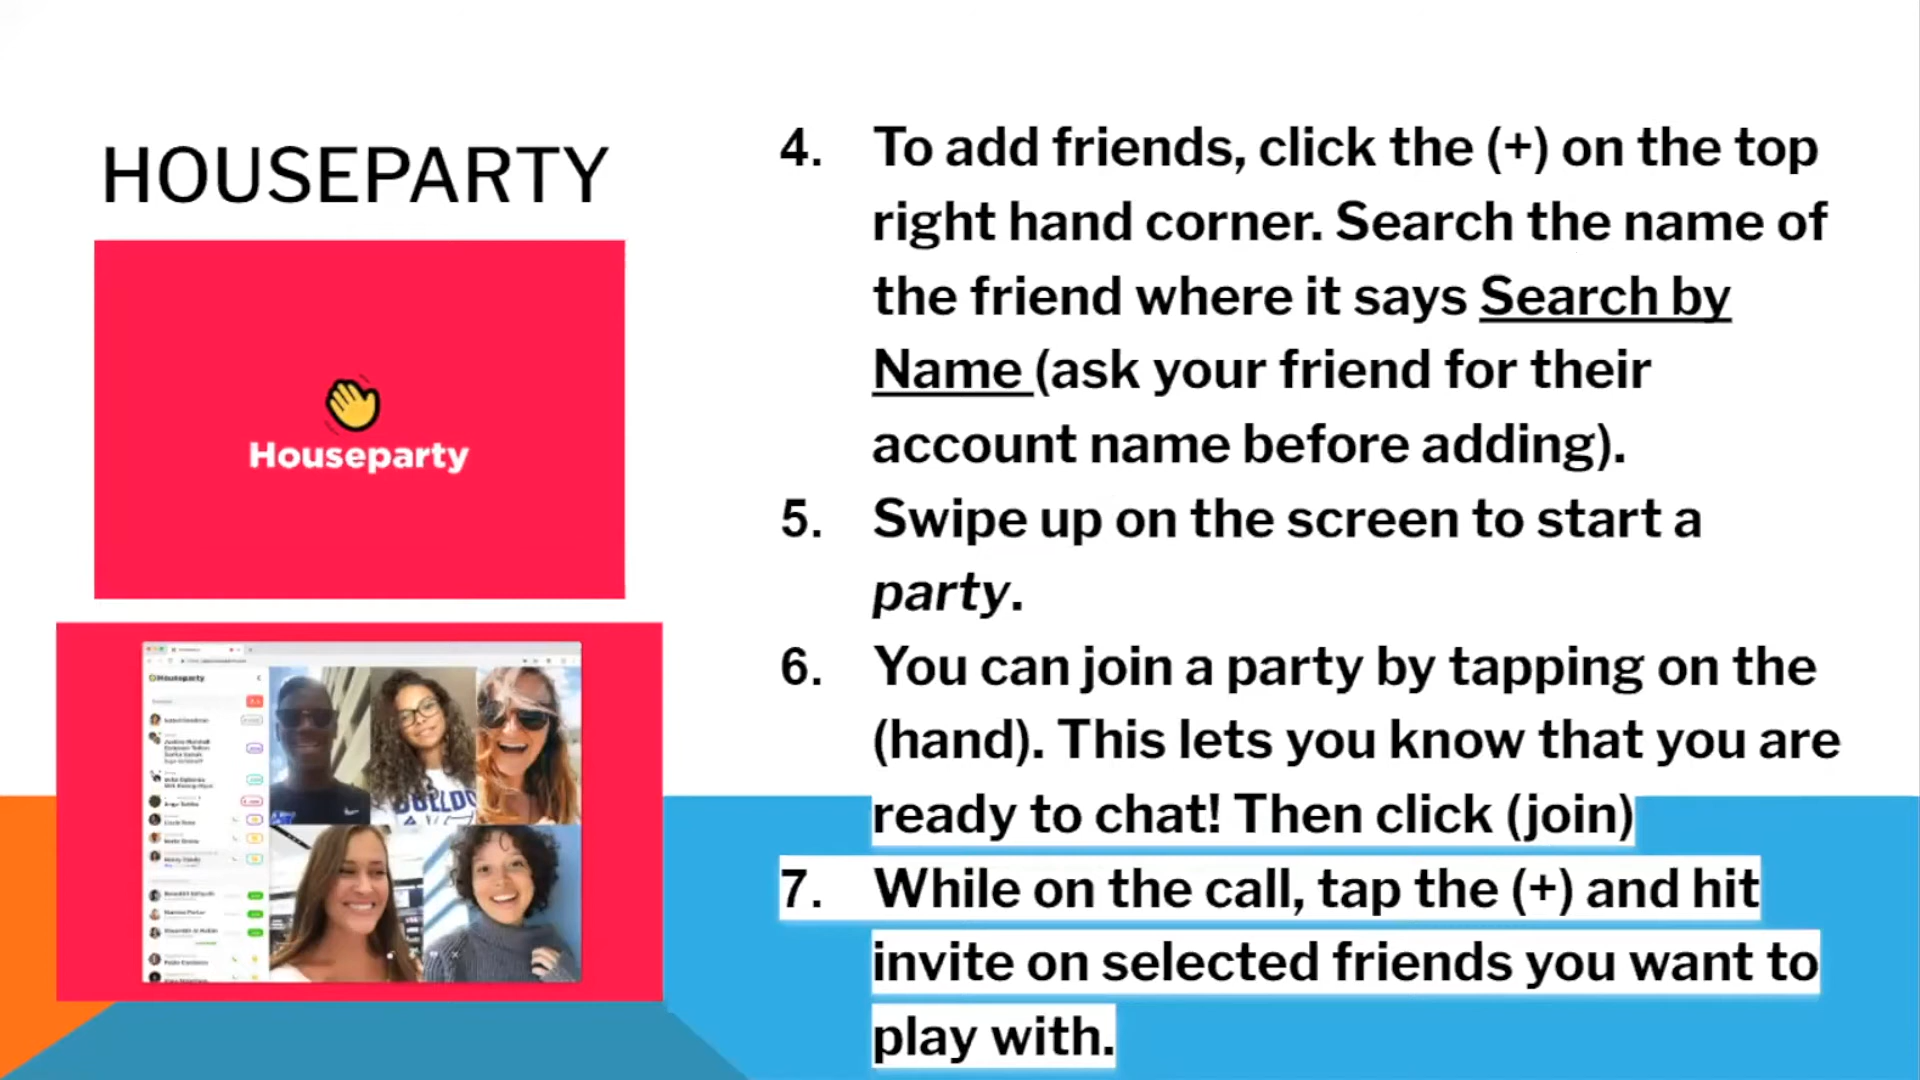 HOUSEPARTY
Houseparty
Houseparty
4. To add friends, click the (+) on the top
right hand corner. Search the name of
the friend where it says Search by
Name (ask your friend for their
account name before adding).
5. Swipe up on the screen to start a
party.
6. You can join a party by tapping on the
(hand). This lets you know that you are
ready to chat! Then click (join)
7. While on the call, tap the (+) and hit
invite on selected friends you want to
play with.